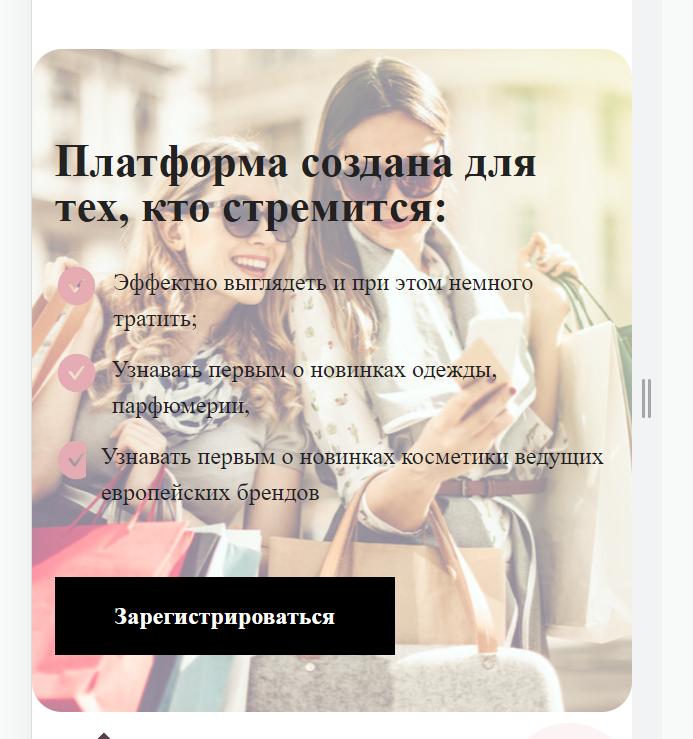 Платформа создана для
тех, кто стремится:
Эффектно выглядеть и при этом немного
тратить;
Узнавать первым о новинках одежды,
парфюмерии,
Узнавать первым о новинках косметики ведущих
европейских брендов
Зарегистрироваться